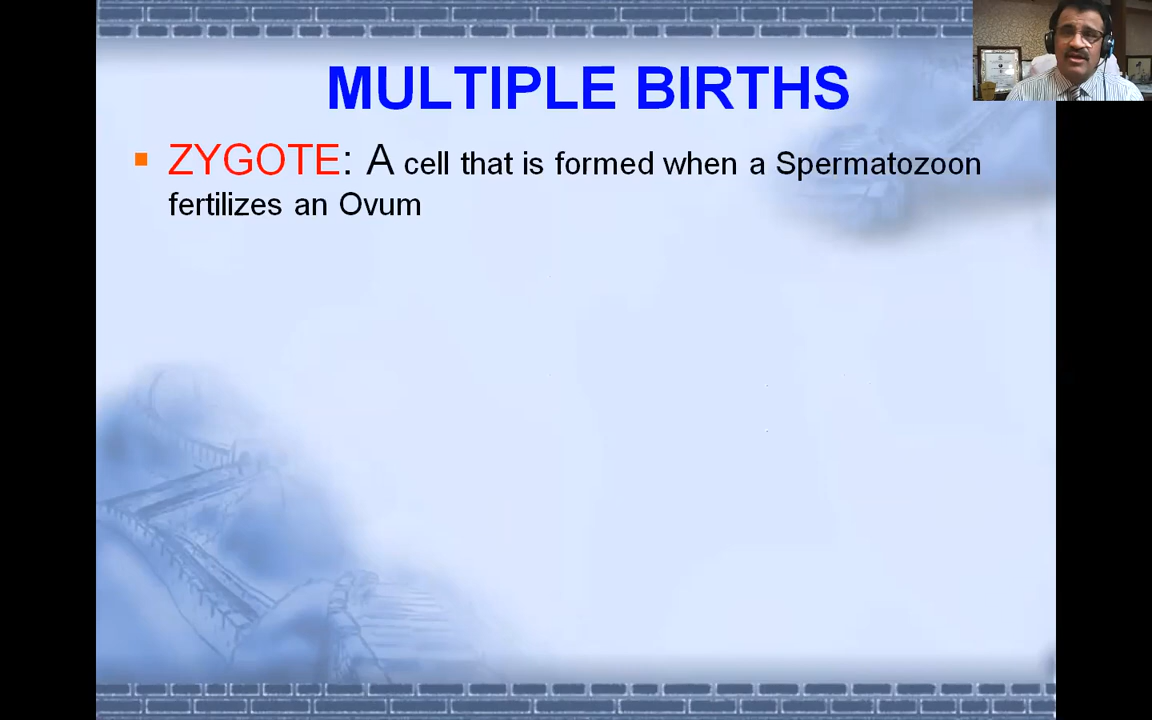 MULTIPLE BIRTHS
ZYGOTE: A cell that is formed when a Spermatozoon
fertilizes an Ovum